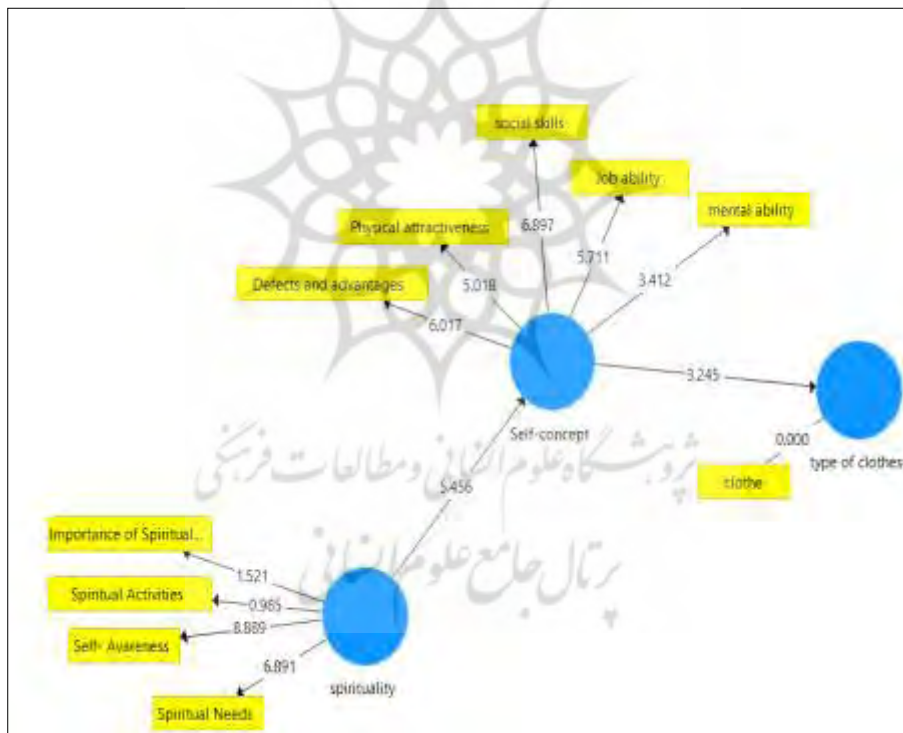 social skills
Job ability
mental ability
Physical attractiveness
Defects and advantages
6.897
5.711
3.412
5.018
6.017
3.245
Self-concept
0.000
type of clothes
clothe
پژوهشگاه علوم انسانی و مطالعات فرهنگی
5.456
پرتال جامع علوم انسانی
Importance of Spiritual...
1.521
Spiritual Activities
0.985
Self- Avareness
8.889
6.891
spirituality
Spiritual Needs